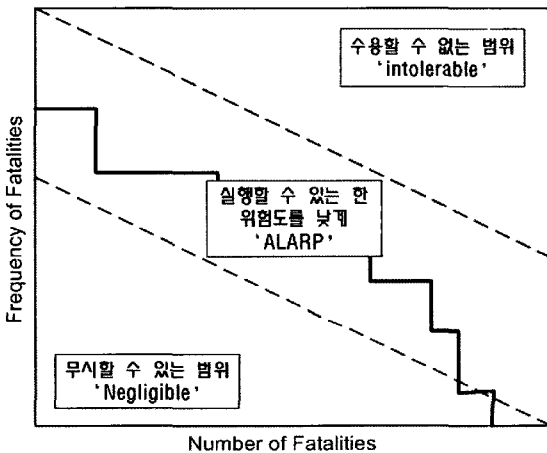 수용할 수 없는 범위
'intolerable'
실행할 수 있는 한
위험도를 낮게
'ALARP'
무시할 수 있는 범위
'Negligible'
Frequency of Fatalities
Number of Fatalities